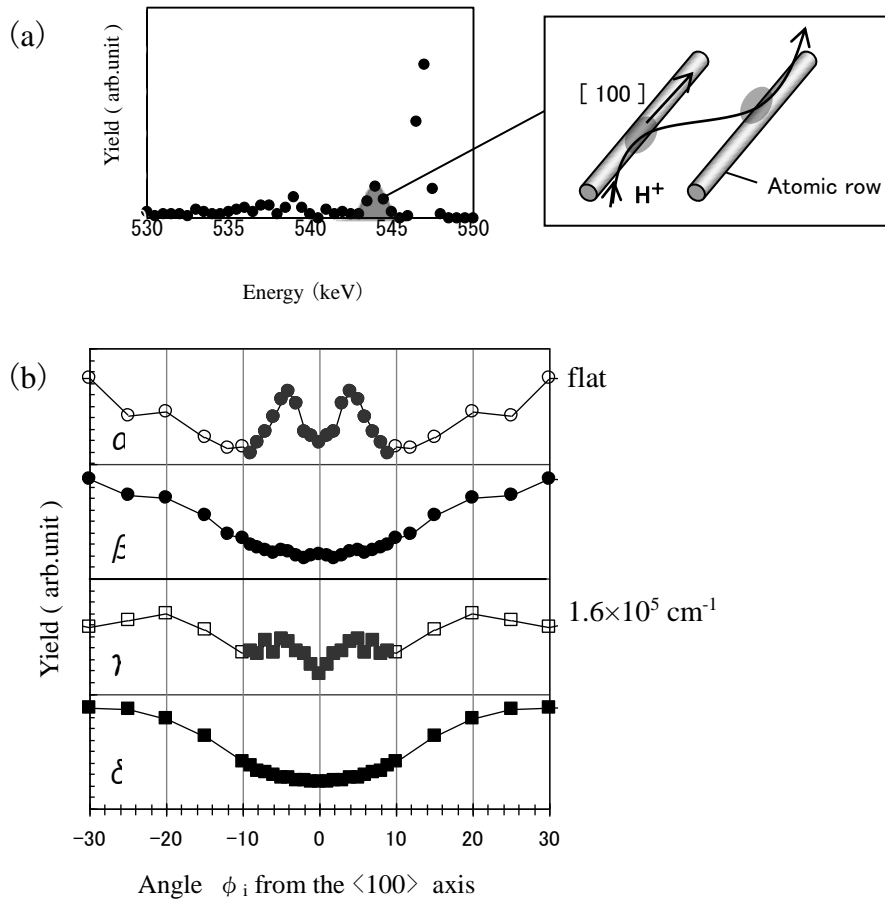 (a)
Yield ( arb.unit )
530 535 540 545 550
Energy (keV)
[ 100 ]
H+
Atomic row
(b)
Yield ( arb.unit )
α
flat
β
γ
1.6×10⁵ cm⁻¹
δ
-30 -20 -10 0 10 20 30
Angle ϕ i from the <100> axis